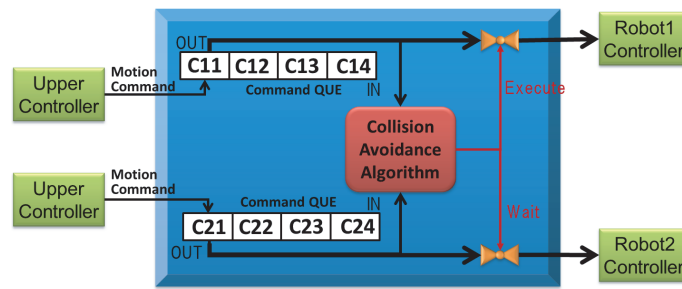 OUT
C11 C12 C13 C14
Command QUE
IN
Upper
Controller
Motion
Command
Robot1
Controller
Execute
Collision
Avoidance
Algorithm
Upper
Controller
Motion
Command
Command QUE
IN
C21 C22 C23 C24
OUT
Wait
Robot2
Controller